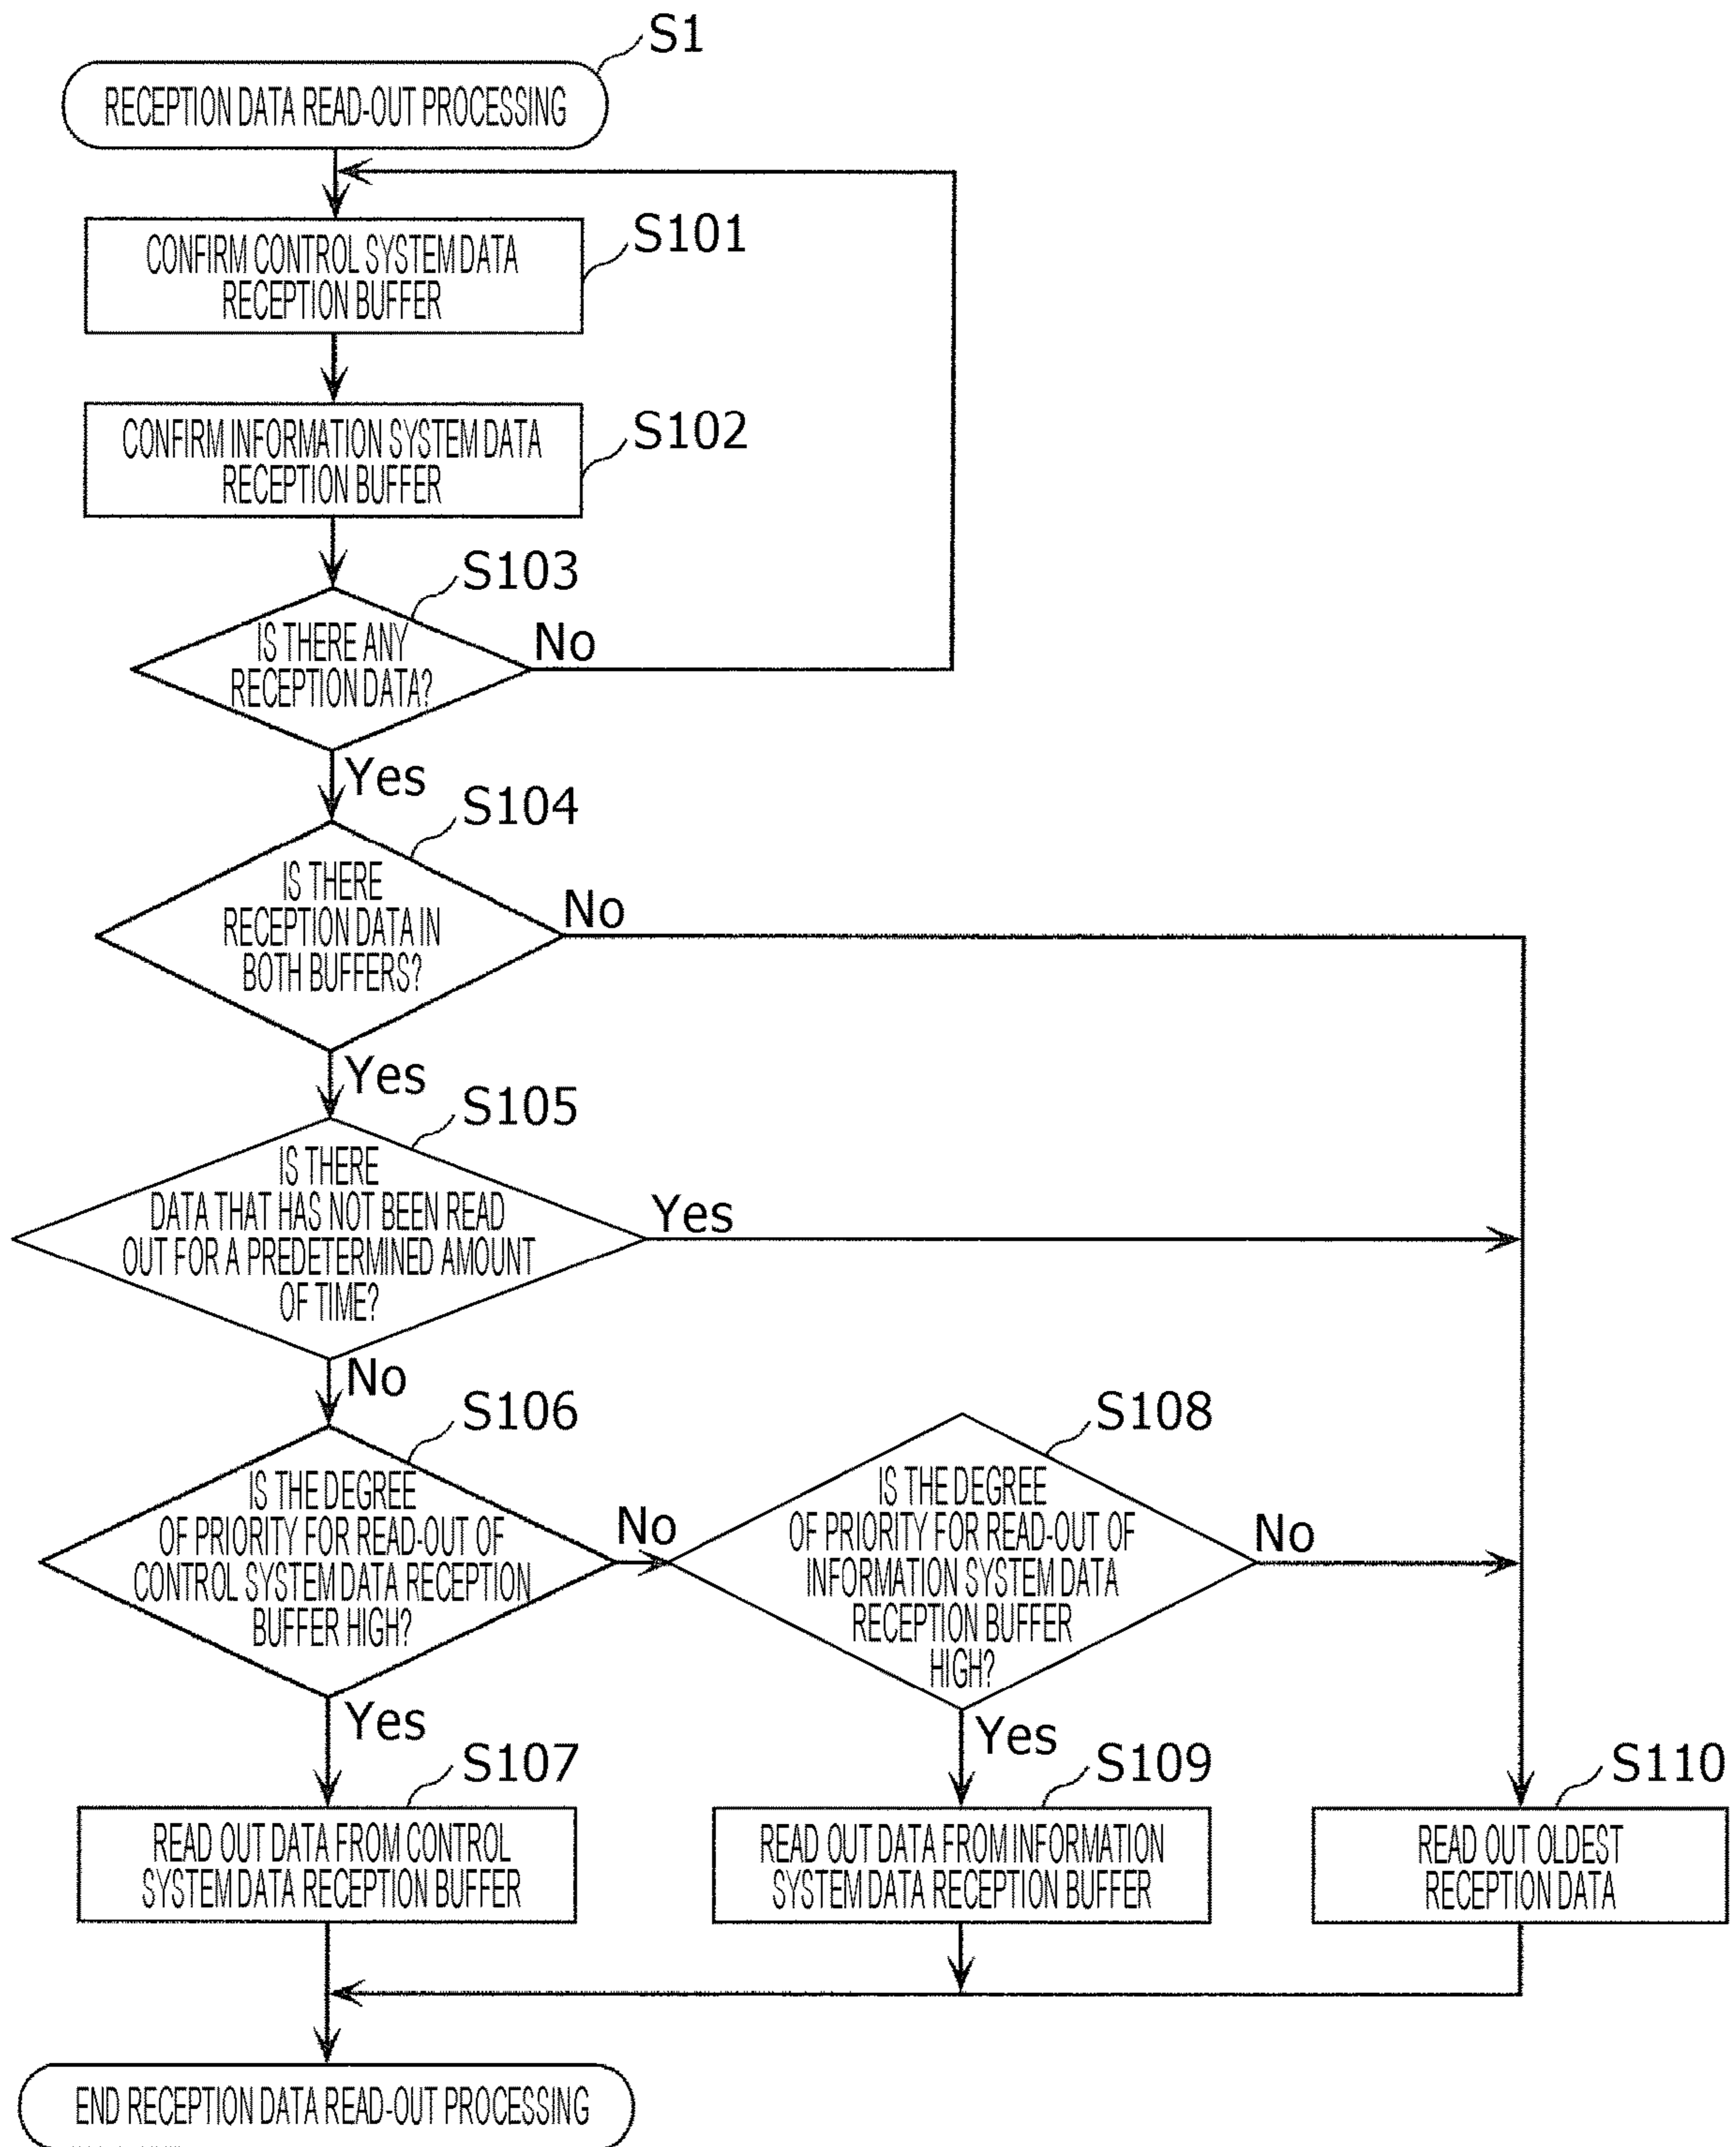 S1
RECEPTION DATA READ-OUT PROCESSING
S101
CONFIRM CONTROL SYSTEM DATA
RECEPTION BUFFER
S102
CONFIRM INFORMATION SYSTEM DATA
RECEPTION BUFFER
S103
IS THERE ANY
RECEPTION DATA?
No
Yes
S104
IS THERE
RECEPTION DATA IN
BOTH BUFFERS?
No
Yes
S105
IS THERE
DATA THAT HAS NOT BEEN READ
OUT FOR A PREDETERMINED AMOUNT
OF TIME?
Yes
No
S106
IS THE DEGREE
OF PRIORITY FOR READ-OUT OF
CONTROL SYSTEM DATA RECEPTION
BUFFER HIGH?
No
Yes
S108
IS THE DEGREE
OF PRIORITY FOR READ-OUT OF
INFORMATION SYSTEM DATA
RECEPTION BUFFER
HIGH?
No
Yes
S107
READ OUT DATA FROM CONTROL
SYSTEM DATA RECEPTION BUFFER
S109
READ OUT DATA FROM INFORMATION
SYSTEM DATA RECEPTION BUFFER
S110
READ OUT OLDEST
RECEPTION DATA
END RECEPTION DATA READ-OUT PROCESSING